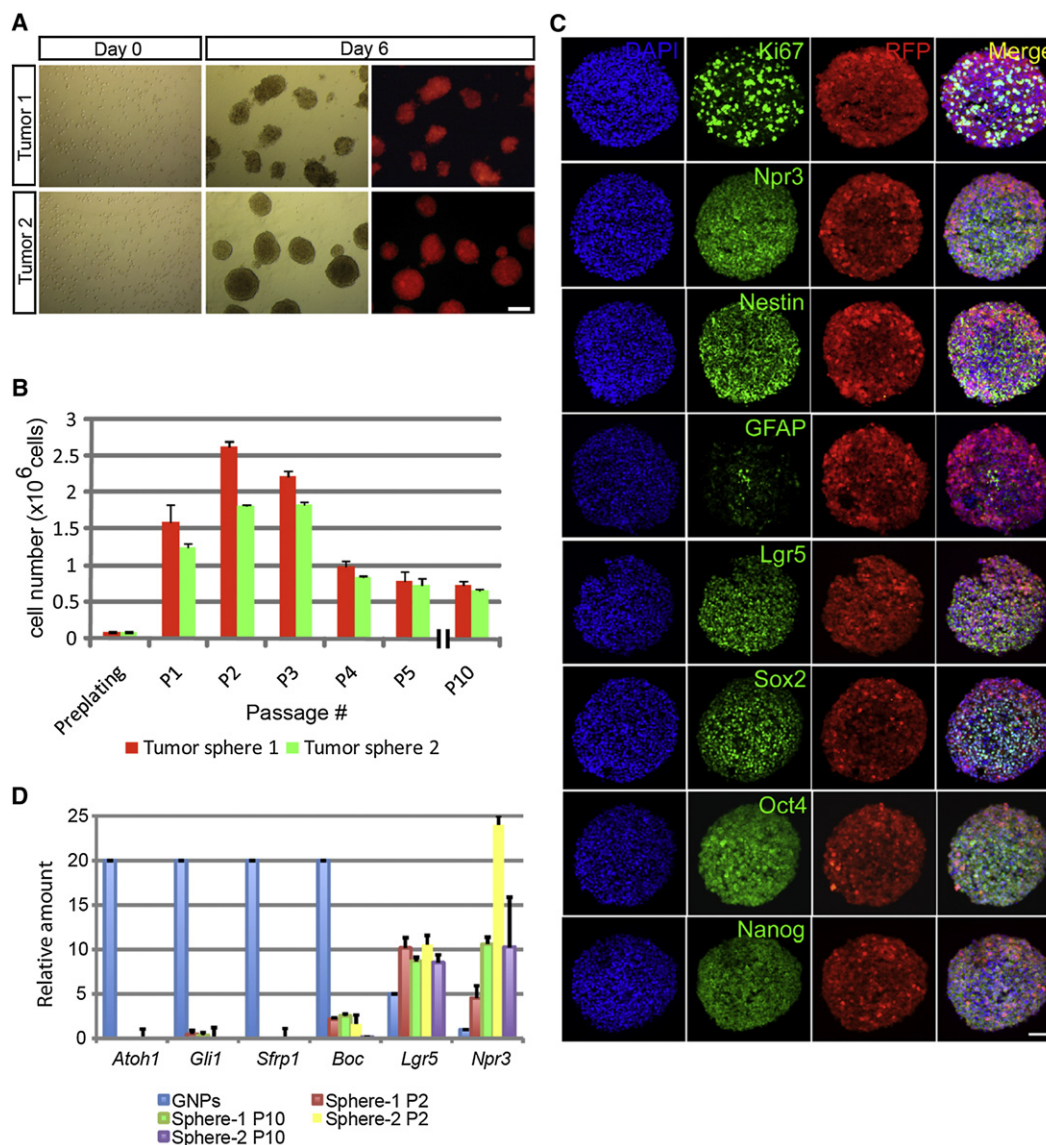 A
Day 0
Day 6
Tumor 1
Tumor 2
B
cell number (x10⁶cells)
3
2.5
2
1.5
1
0.5
0
Preplating
P1
P2
P3
P4
P5
P10
Passage #
Tumor sphere 1
Tumor sphere 2
D
Relative amount
25
20
15
10
5
0
Atoh1
Gli1
Sfrp1
Boc
Lgr5
Npr3
GNPs
Sphere-1 P2
Sphere-1 P10
Sphere-2 P2
Sphere-2 P10
C
DAPI
Ki67
RFP
Merge
Npr3
Nestin
GFAP
Lgr5
Sox2
Oct4
Nanog